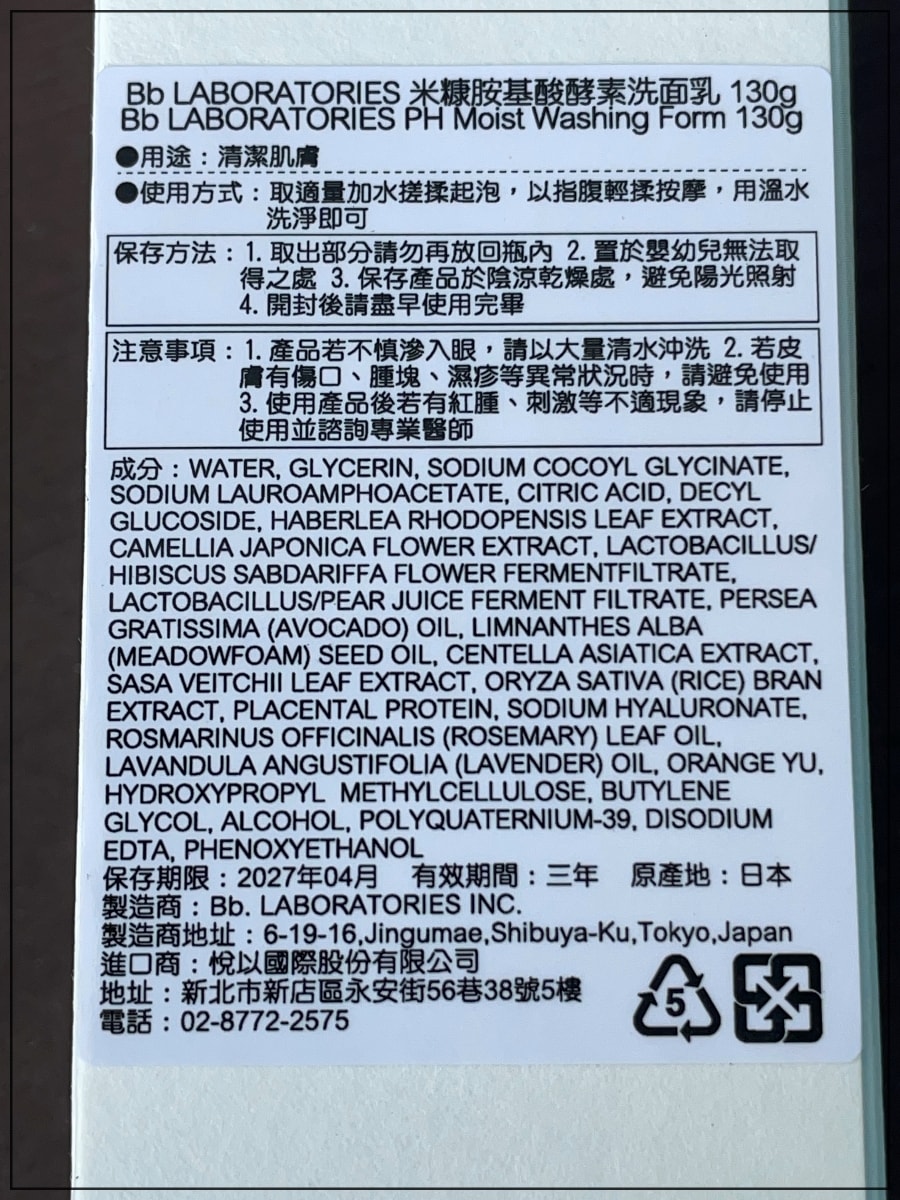 Bb LABORATORIES 米糠胺基酸酵素洗面乳 130g
Bb LABORATORIES PH Moist Washing Form 130g
●用途：清潔肌膚
●使用方式：取適量加水搓揉起泡，以指腹輕揉按摩，用溫水
洗淨即可
保存方法：1. 取出部分請勿再放回瓶內 2. 置於嬰幼兒無法取
得之處 3. 保存產品於陰涼乾燥處，避免陽光照射
4. 開封後請盡早使用完畢
注意事項：1. 產品若不慎滲入眼，請以大量清水沖洗 2. 若皮
膚有傷口、腫塊、濕疹等異常狀況時，請避免使用
3. 使用產品後若有紅腫、刺激等不適現象，請停止
使用並諮詢專業醫師
成分：WATER, GLYCERIN, SODIUM COCOYL GLYCINATE,
SODIUM LAUROAMPHOACETATE, CITRIC ACID, DECYL
GLUCOSIDE, HABERLEA RHODOPENSIS LEAF EXTRACT,
CAMELLIA JAPONICA FLOWER EXTRACT, LACTOBACILLUS/
HIBISCUS SABDARIFFA FLOWER FERMENTFILTRATE,
LACTOBACILLUS/PEAR JUICE FERMENT FILTRATE, PERSEA
GRATISSIMA (AVOCADO) OIL, LIMNANTHES ALBA
(MEADOWFOAM) SEED OIL, CENTELLA ASIATICA EXTRACT,
SASA VEITCHII LEAF EXTRACT, ORYZA SATIVA (RICE) BRAN
EXTRACT, PLACENTAL PROTEIN, SODIUM HYALURONATE,
ROSMARINUS OFFICINALIS (ROSEMARY) LEAF OIL,
LAVANDULA ANGUSTIFOLIA (LAVENDER) OIL, ORANGE YU,
HYDROXYPROPYL METHYLCELLULOSE, BUTYLENE
GLYCOL, ALCOHOL, POLYQUATERNIUM-39, DISODIUM
EDTA, PHENOXYETHANOL
保存期限：2027年04月 有效期間：三年 原產地：日本
製造商：Bb. LABORATORIES INC.
製造商地址：6-19-16,Jingumae,Shibuya-Ku,Tokyo,Japan
進口商：悅以國際股份有限公司
地址：新北市新店區永安街56巷38號5樓
電話：02-8772-2575
5